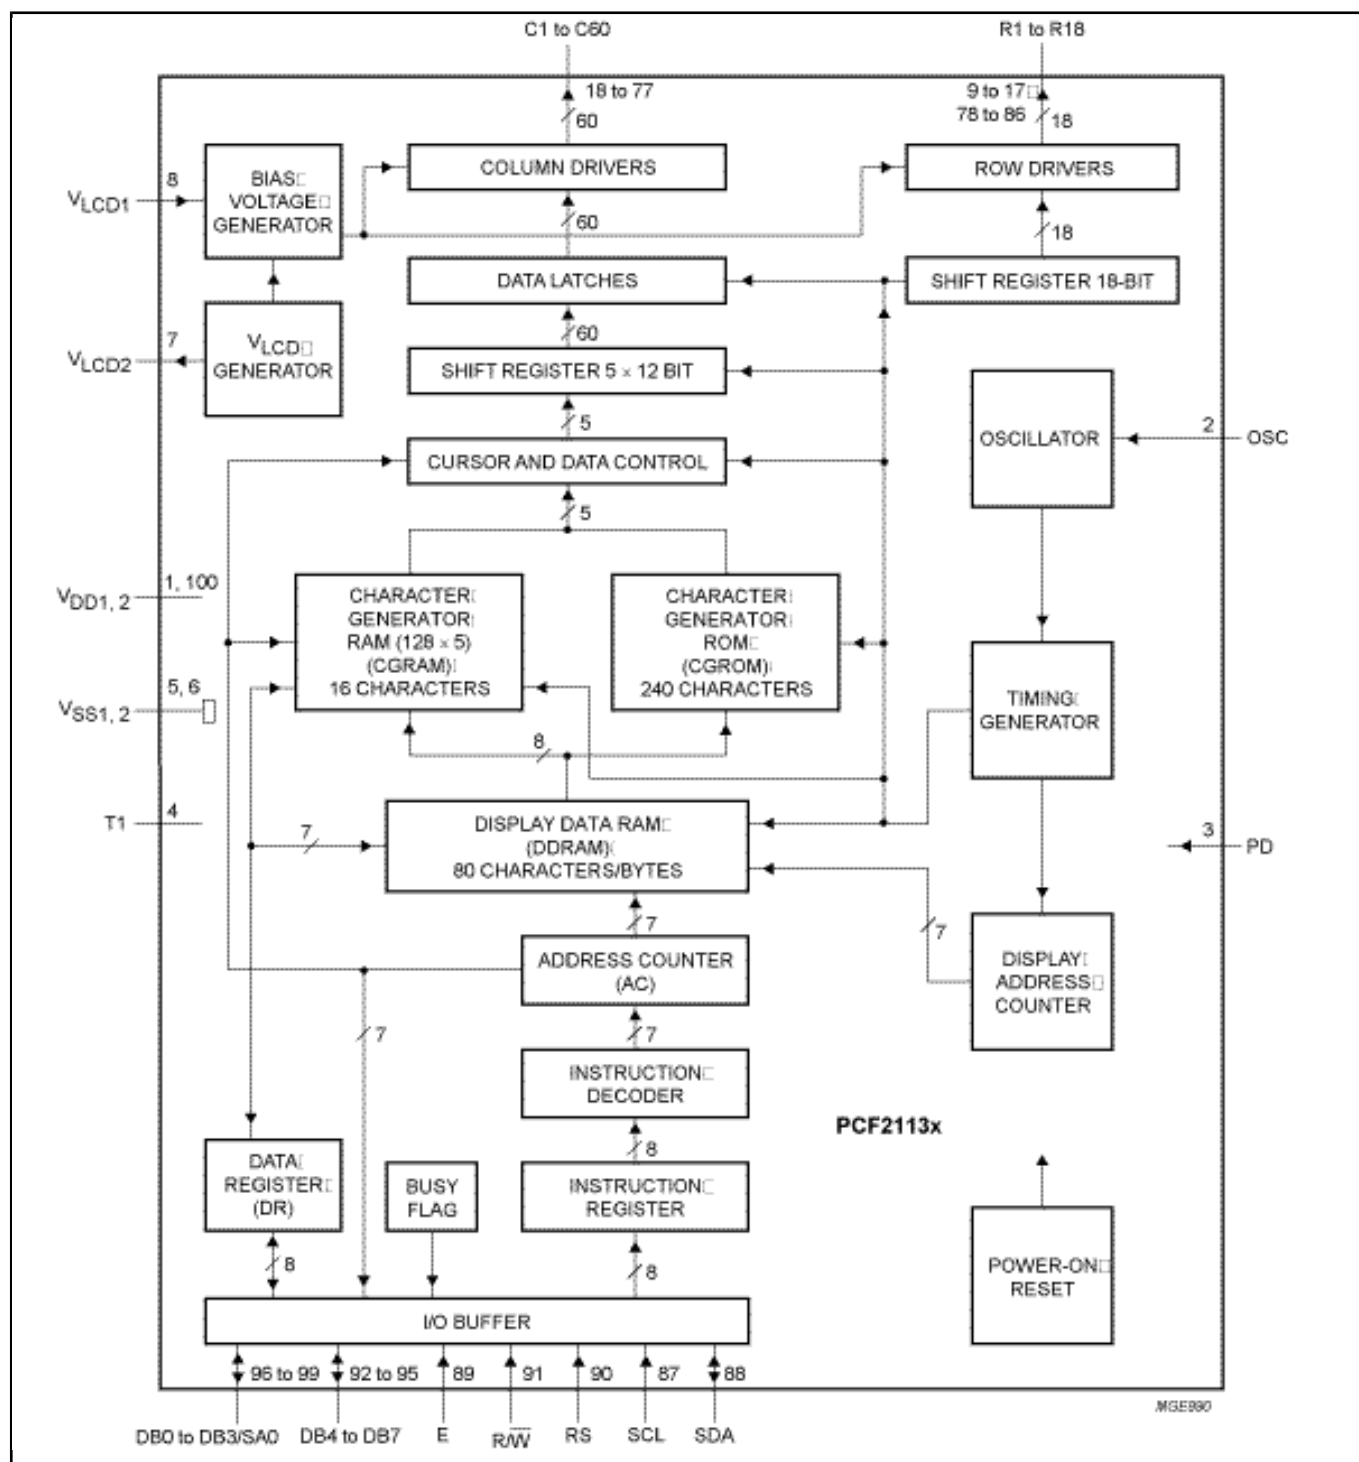 C1 to C60
R1 to R18
18 to 77
60
9 to 17
78 to 86
18
8
VLCD1
BIAS
VOLTAGE
GENERATOR
COLUMN DRIVERS
ROW DRIVERS
60
18
DATA LATCHES
SHIFT REGISTER 18-BIT
7
VLCD2
VLCD
GENERATOR
60
SHIFT REGISTER 5 × 12 BIT
5
OSCILLATOR
2
OSC
CURSOR AND DATA CONTROL
5
1, 100
VDD1, 2
CHARACTER
GENERATOR
RAM (128 × 5)
(CGRAM)
16 CHARACTERS
CHARACTER
GENERATOR
ROM
(CGROM)
240 CHARACTERS
5, 6
VSS1, 2
TIMING
GENERATOR
8
4
T1
7
DISPLAY DATA RAM
(DDRAM)
80 CHARACTERS/BYTES
3
PD
7
7
ADDRESS COUNTER
(AC)
DISPLAY
ADDRESS
COUNTER
7
7
INSTRUCTION
DECODER
PCF2113x
8
DATA
REGISTER
(DR)
BUSY
FLAG
INSTRUCTION
REGISTER
8
8
POWER-ON
RESET
I/O BUFFER
96 to 99
92 to 95
89
91
90
87
88
MGE990
DB0 to DB3/SA0
DB4 to DB7
E
R/W̅
RS
SCL
SDA